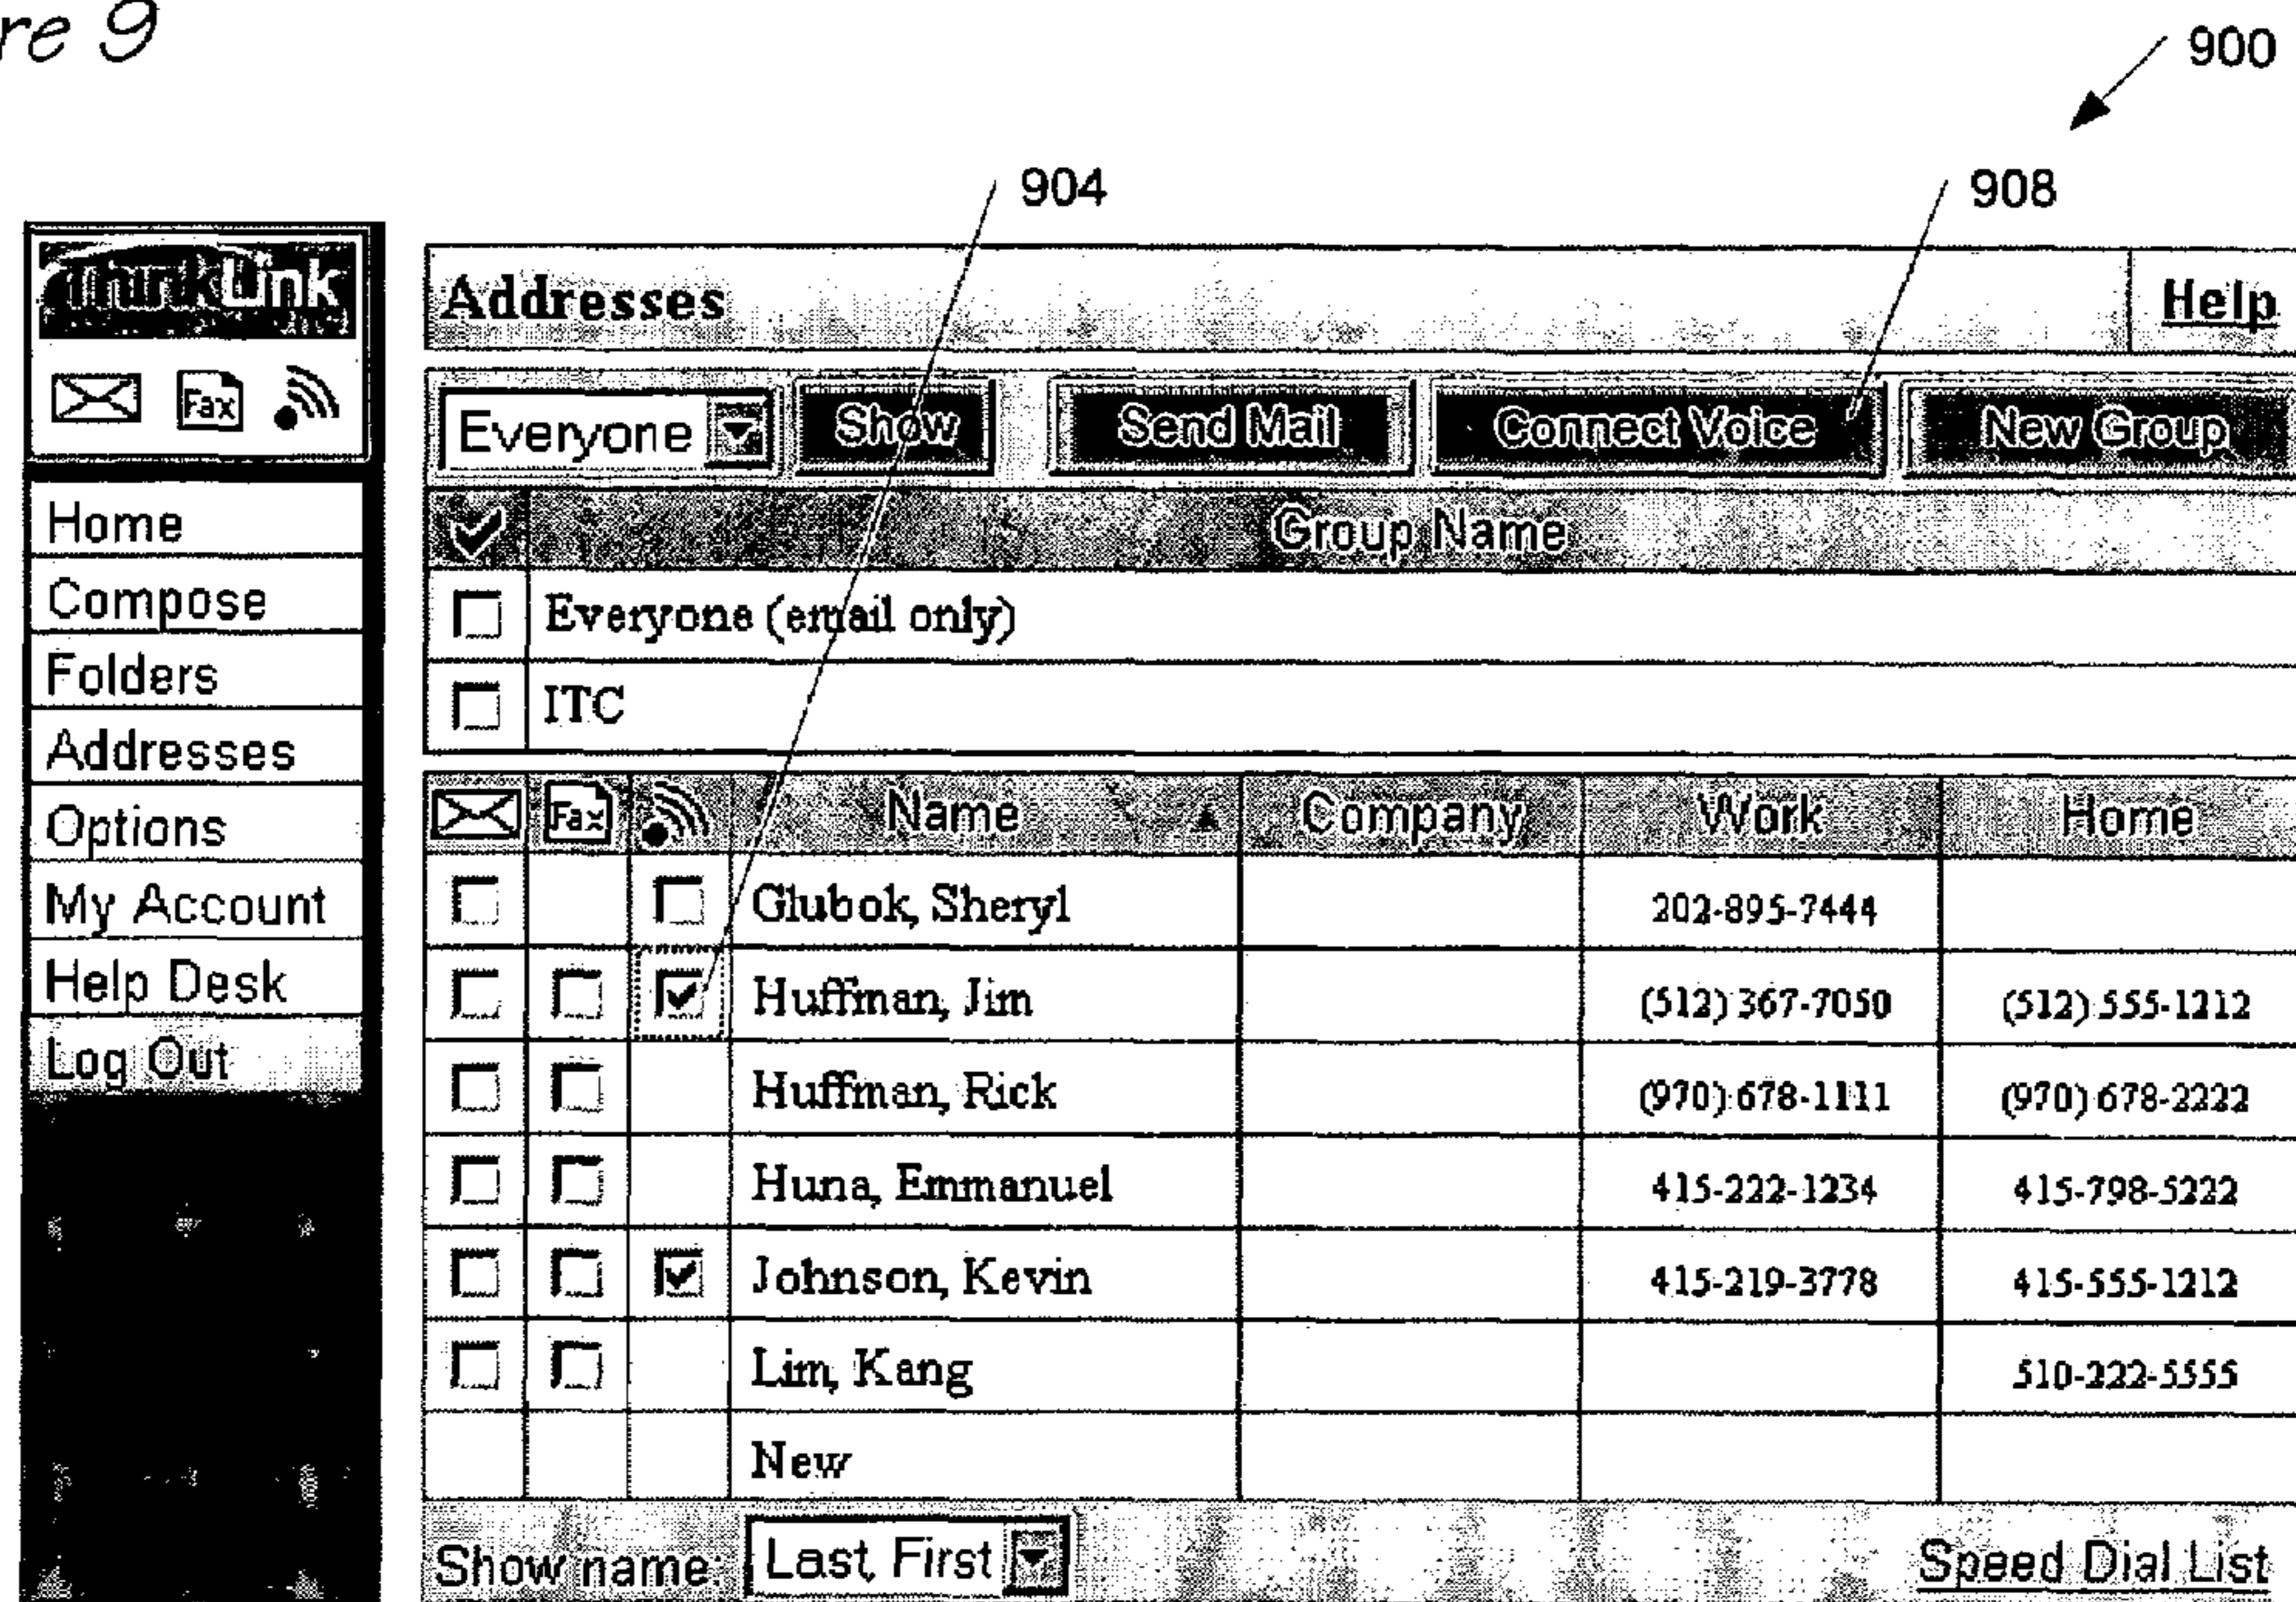 re 9
900
904
908
ThinkLink
Fax
Home
Compose
Folders
Addresses
Options
My Account
Help Desk
Log Out
Addresses Help
Everyone Show Send Mail Connect Voice New Group
Group Name
Everyone (email only)
ITC
Fax Name Company Work Home
Glubok, Sheryl 202-895-7444
Huffman, Jim (512) 367-7050 (512) 555-1212
Huffman, Rick (970) 678-1111 (970) 678-2222
Huna, Emmanuel 415-222-1234 415-798-5222
Johnson, Kevin 415-219-3778 415-555-1212
Lim, Kang 510-222-5555
New
Show name: Last, First Speed Dial List